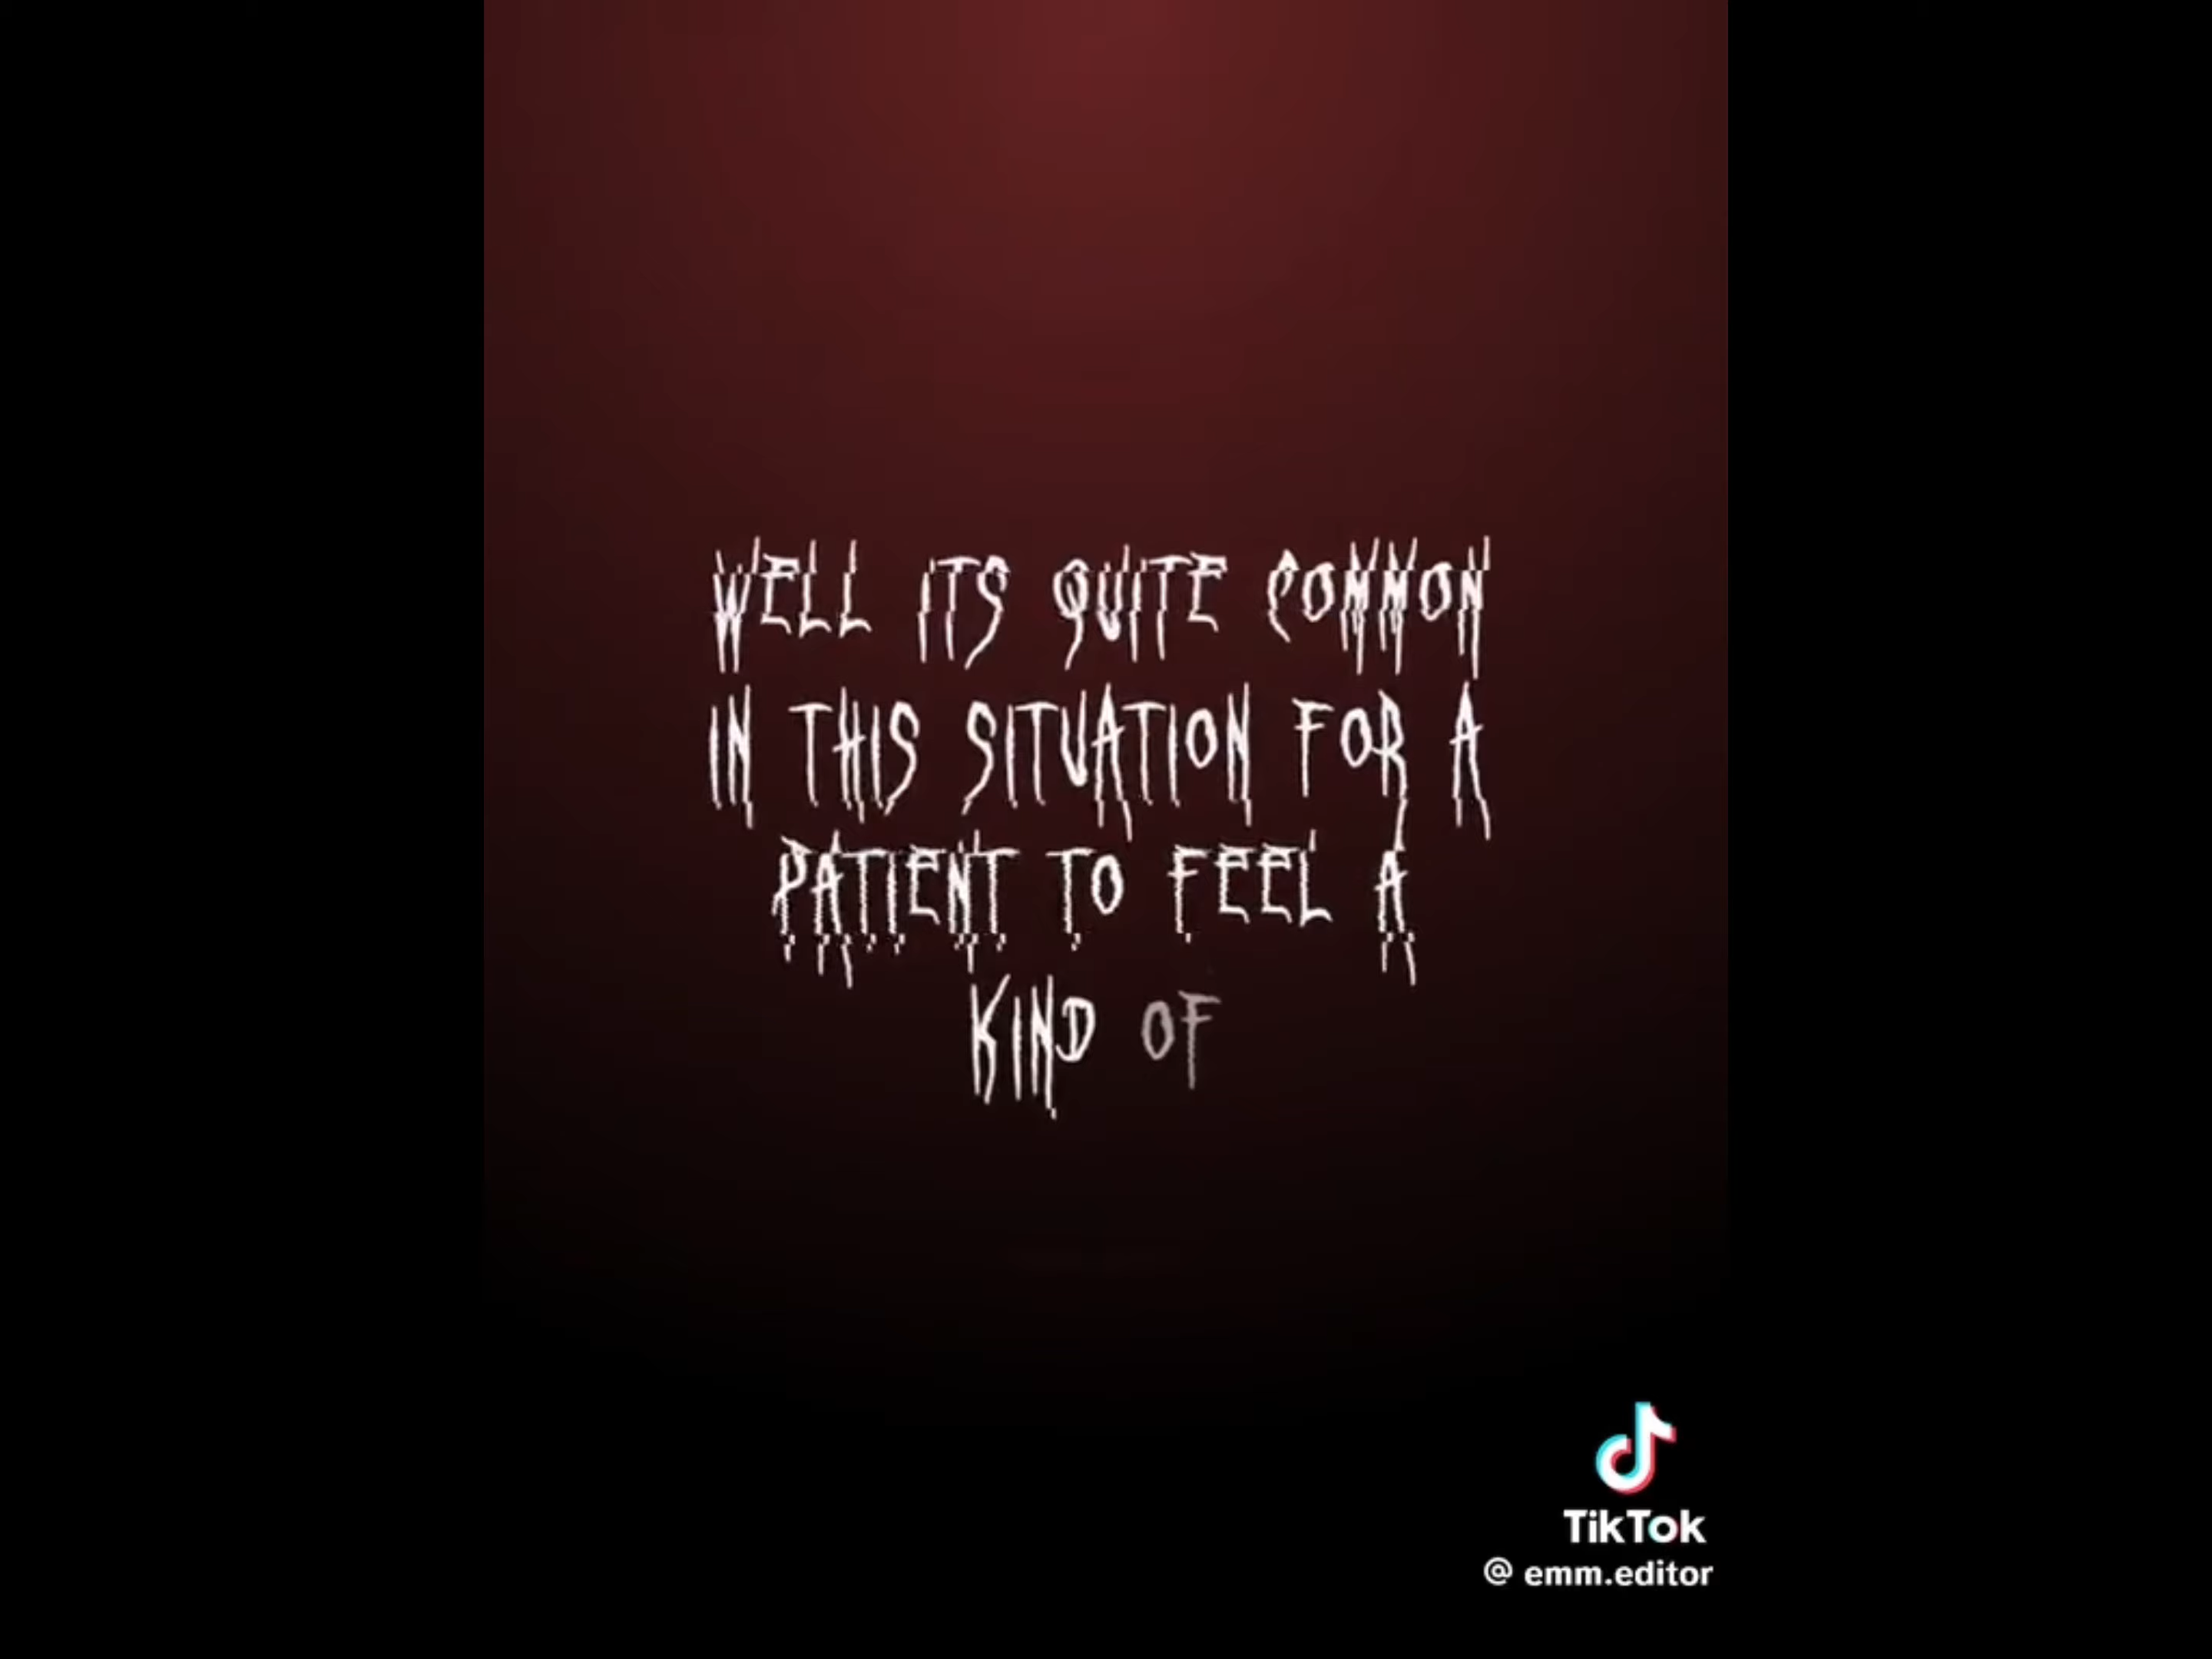 WELL ITS QUITE COMMON
IN THIS SITUATION FOR A
PATIENT TO FEEL A
KIND OF
TikTok
@ emm.editor